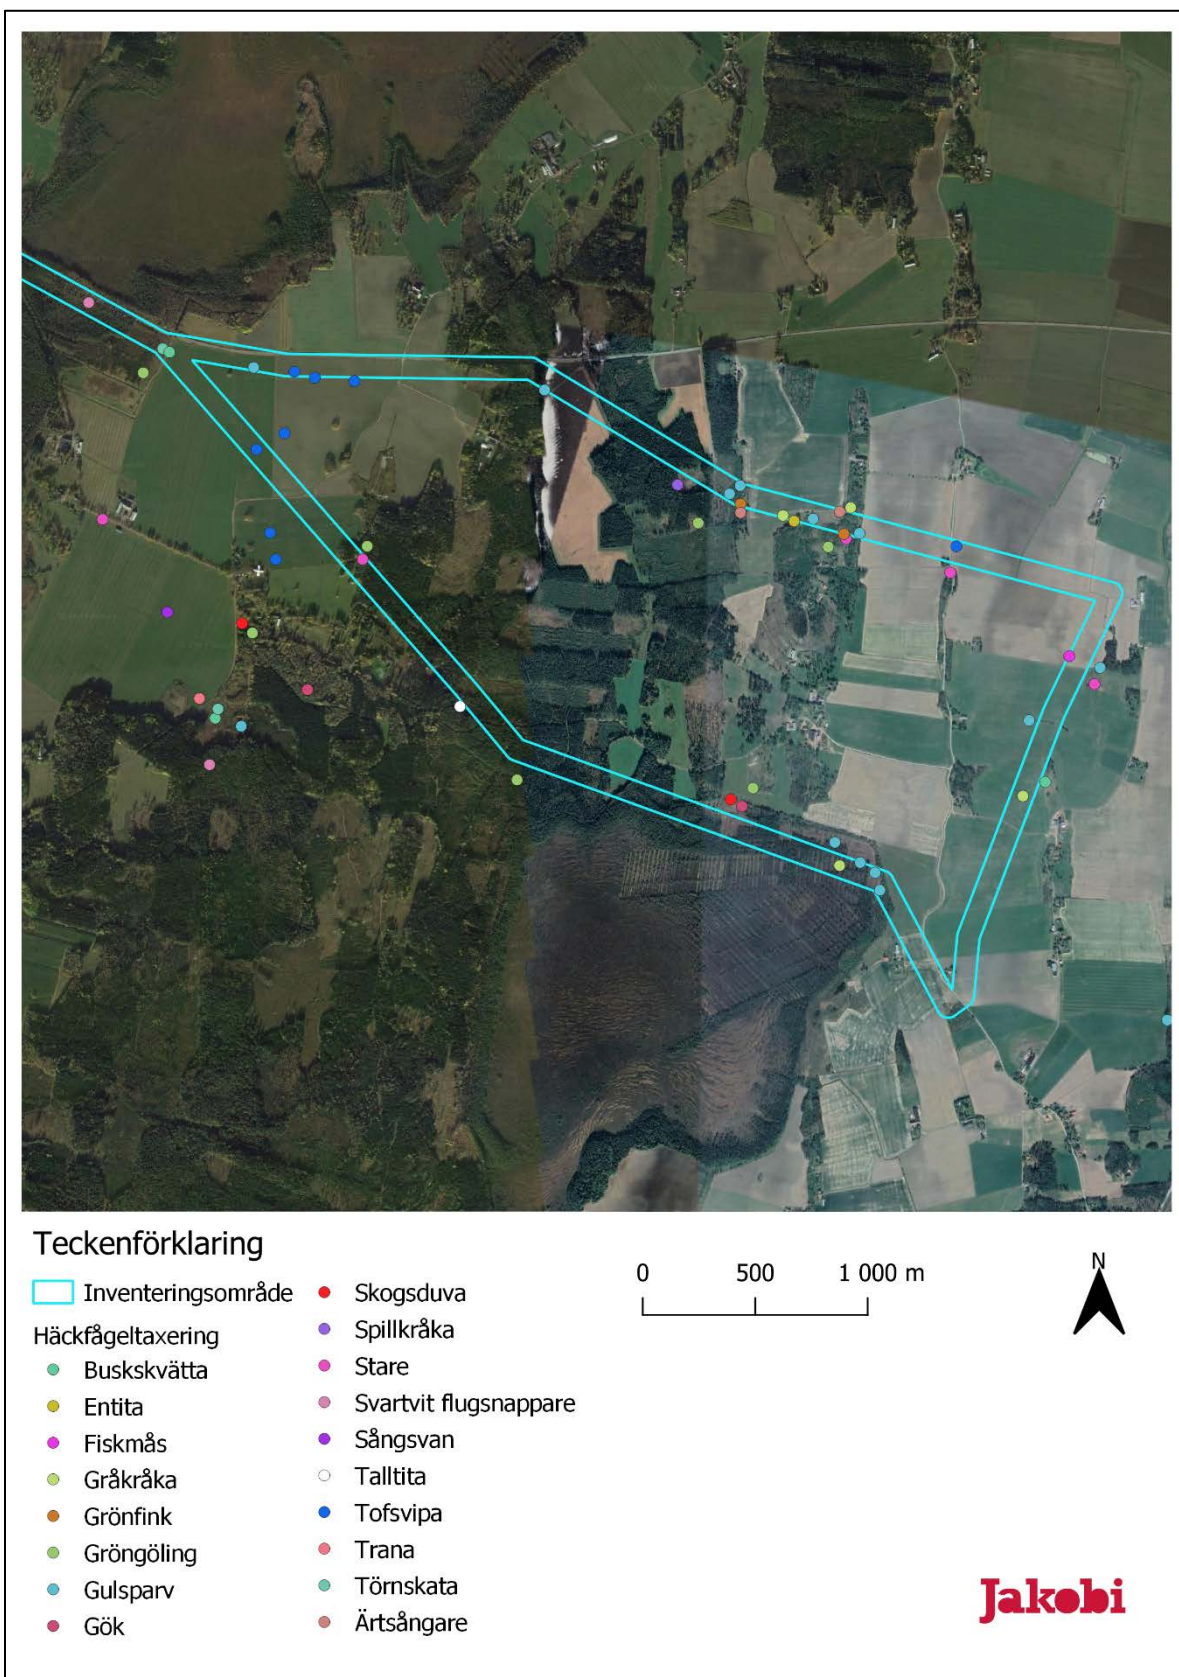 Teckenförklaring
Inventeringsområde
Häckfågeltaxering
Buskskvätta
Entita
Fiskmås
Gråkråka
Grönfink
Gröngöling
Gulsparv
Gök
Skogsduva
Spillkråka
Stare
Svartvit flugsnappare
Sångsvan
Talltita
Tofsvipa
Trana
Törnskata
Ärtsångare
0 500 1 000 m
N
Jakobi